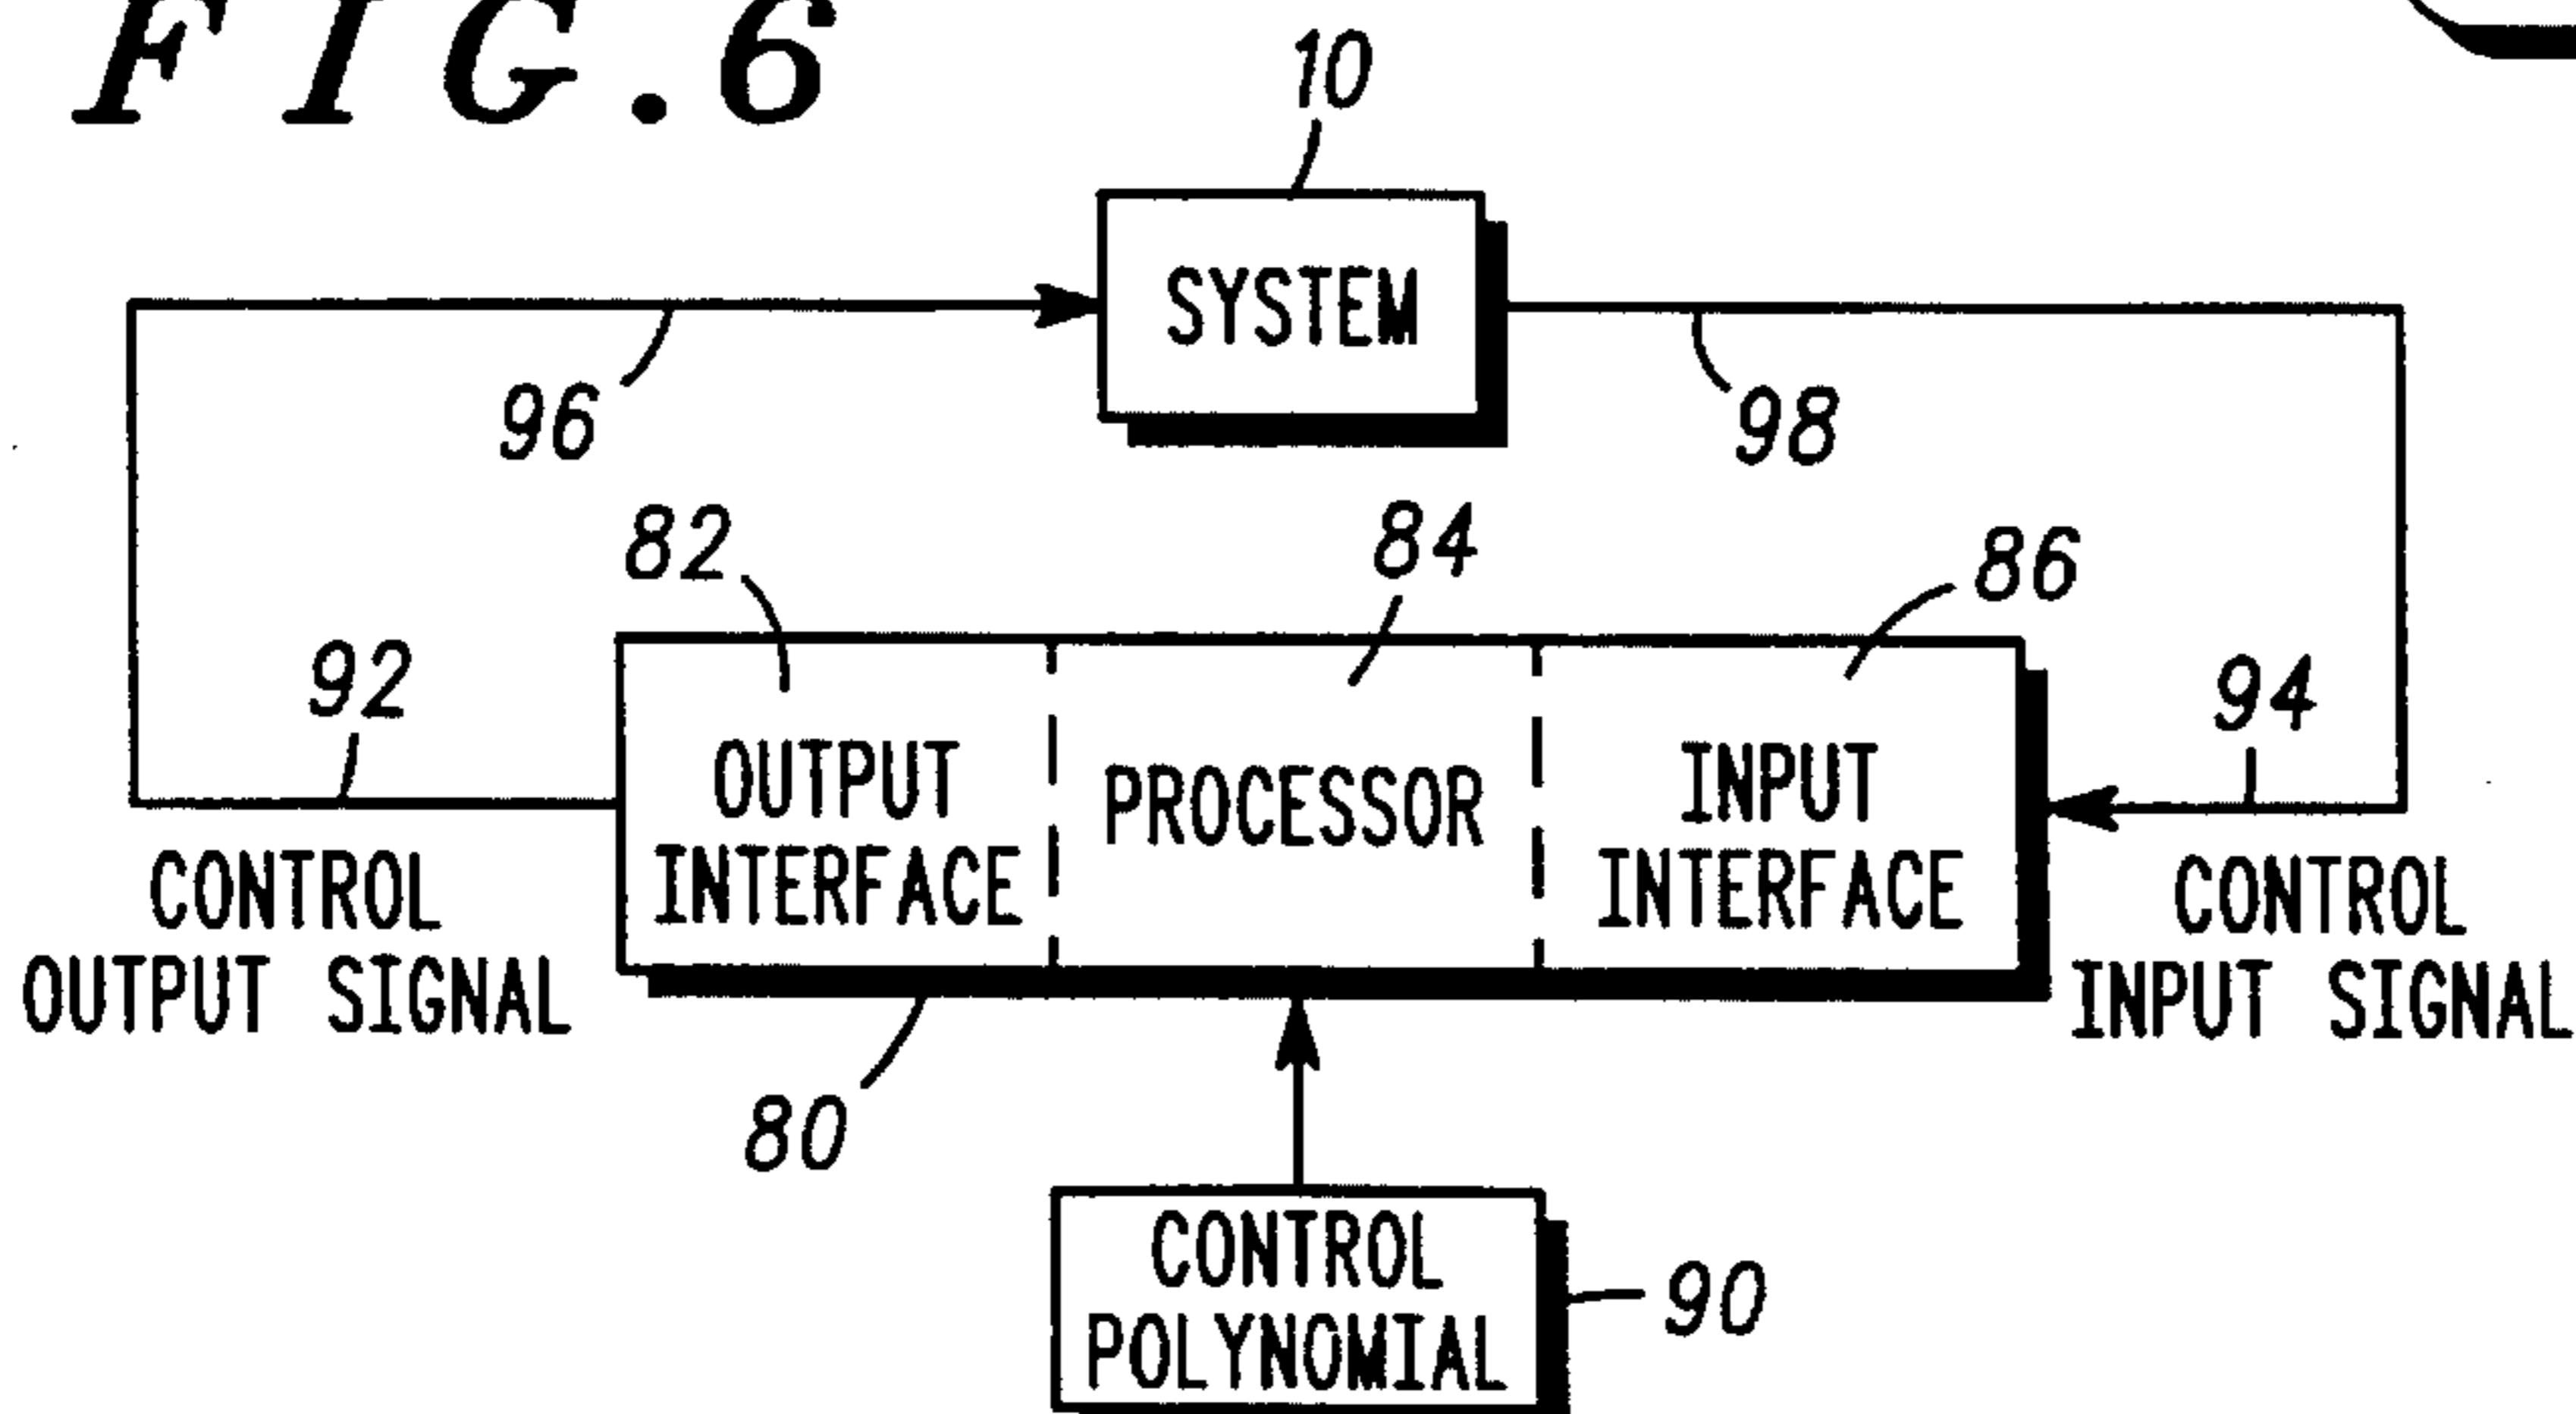 FIG.6
10
SYSTEM
96
98
82
84
86
92
94
OUTPUT
INTERFACE
PROCESSOR
INPUT
INTERFACE
CONTROL
OUTPUT SIGNAL
CONTROL
INPUT SIGNAL
80
CONTROL
POLYNOMIAL
90